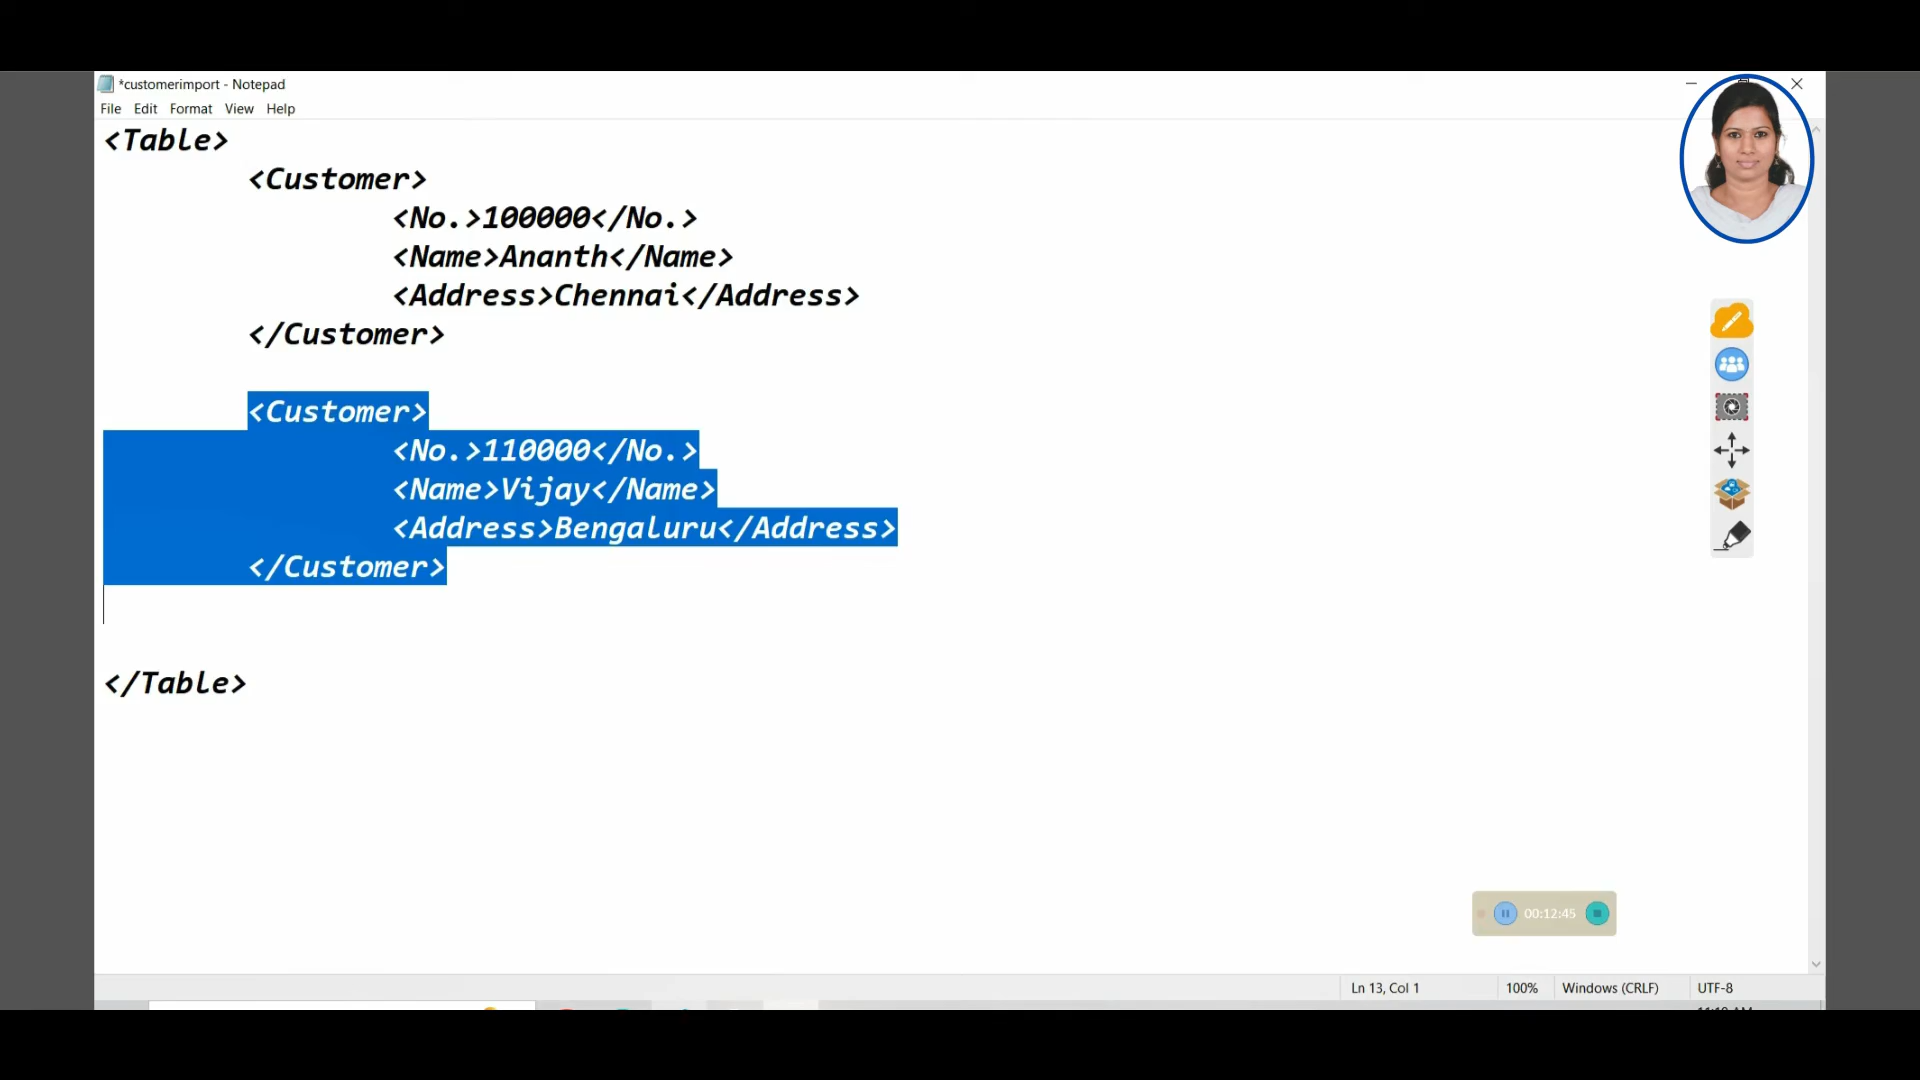 *customerimport - Notepad
File Edit Format View Help
<Table>
<Customer>
<No.>100000</No.>
<Name>Ananth</Name>
<Address>Chennai</Address>
</Customer>
<Customer>
<No.>110000</No.>
<Name>Vijay</Name>
<Address>Bengaluru</Address>
</Customer>
</Table>
00:12:45
Ln 13, Col 1 100% Windows (CRLF) UTF-8